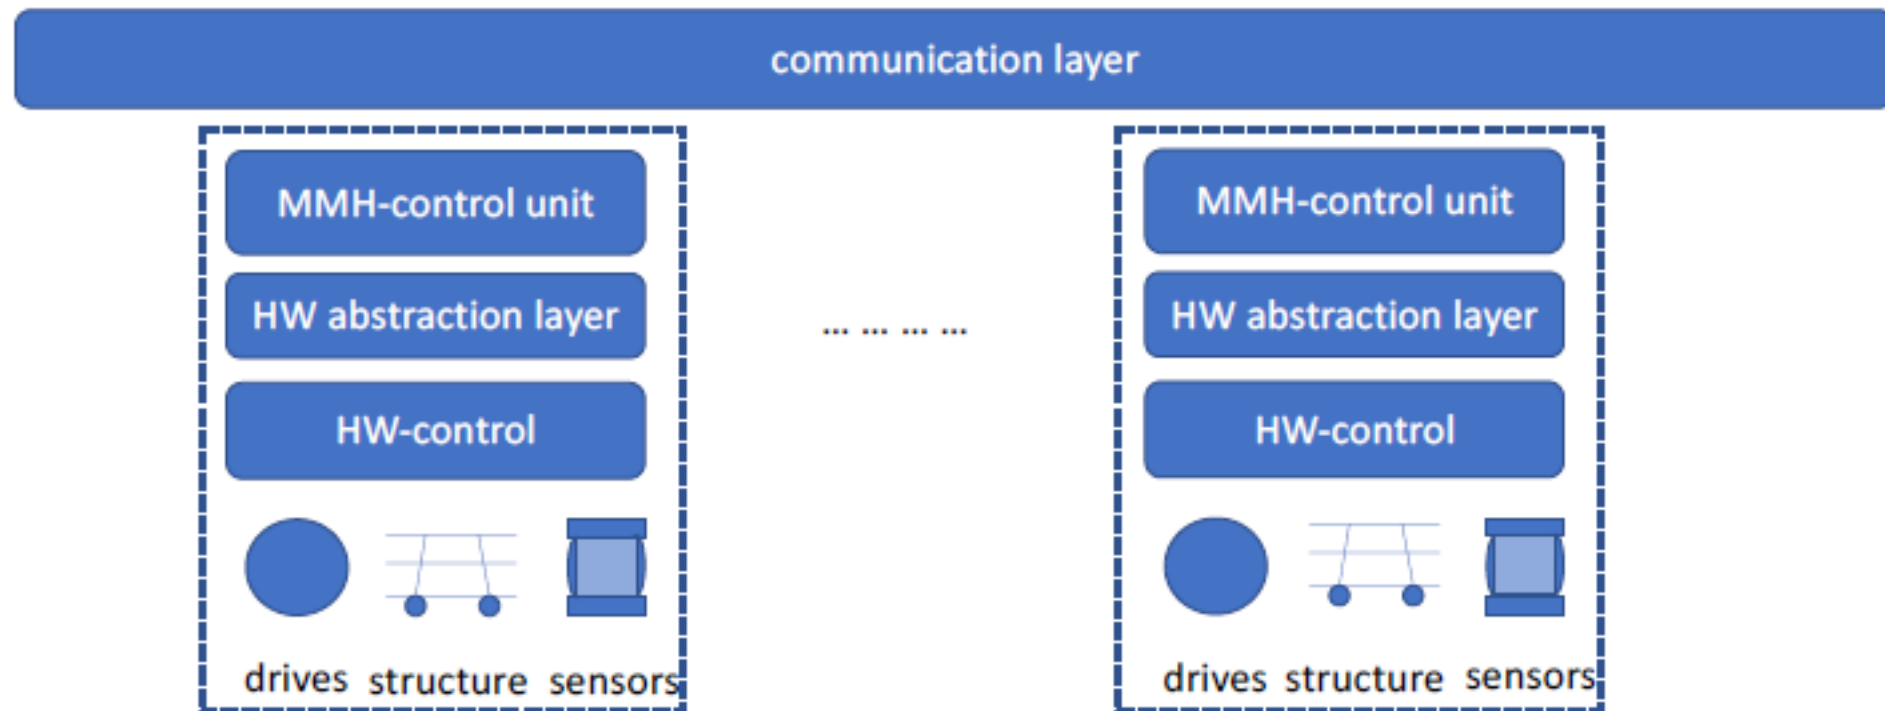 communication layer
MMH-control unit
HW abstraction layer
HW-control
drives structure sensors
... ... ... ...
MMH-control unit
HW abstraction layer
HW-control
drives structure sensors